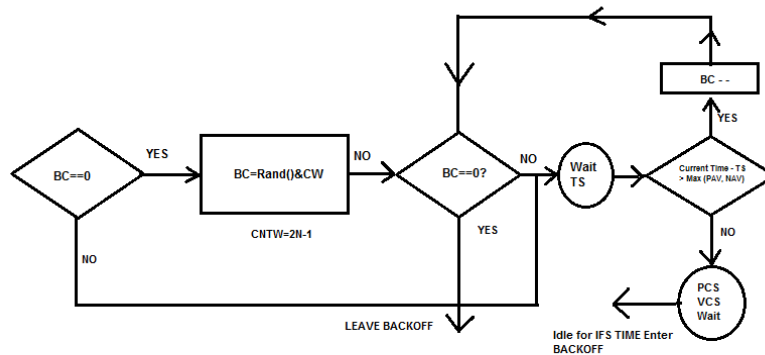 BC==0
YES
NO
BC=Rand()&CW
CNTW=2N-1
NO
BC==0?
YES
LEAVE BACKOFF
NO
Wait
TS
Current Time - TS
> Max (PAV, NAV)
YES
BC - -
NO
PCS
VCS
Wait
Idle for IFS TIME Enter
BACKOFF